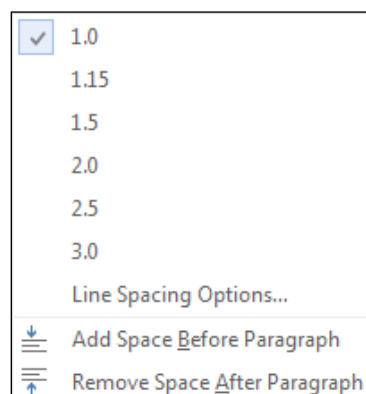 1.0
1.15
1.5
2.0
2.5
3.0
Line Spacing Options...
Add Space Before Paragraph
Remove Space After Paragraph